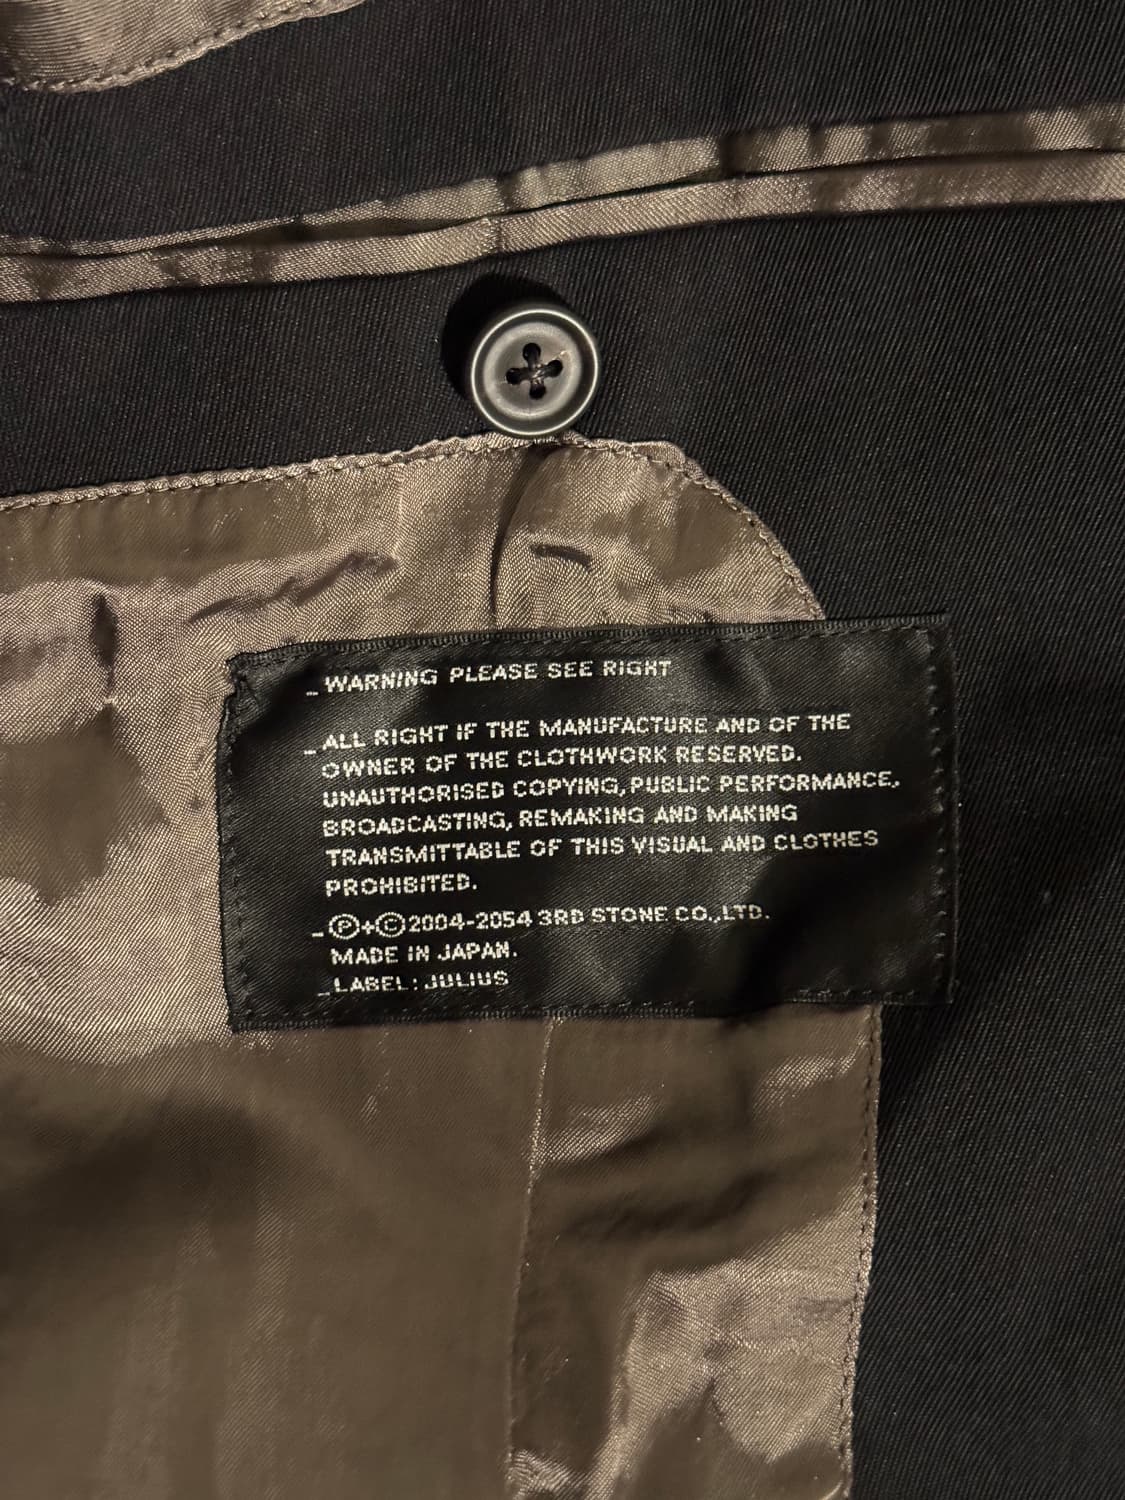 _WARNING PLEASE SEE RIGHT
_ALL RIGHT IF THE MANUFACTURE AND OF THE
OWNER OF THE CLOTHWORK RESERVED.
UNAUTHORISED COPYING, PUBLIC PERFORMANCE,
BROADCASTING, REMAKING AND MAKING
TRANSMITTABLE OF THIS VISUAL AND CLOTHES
PROHIBITED.
_Ⓟ+©2004-2054 3RD STONE CO.,LTD.
MADE IN JAPAN.
_LABEL:JULIUS